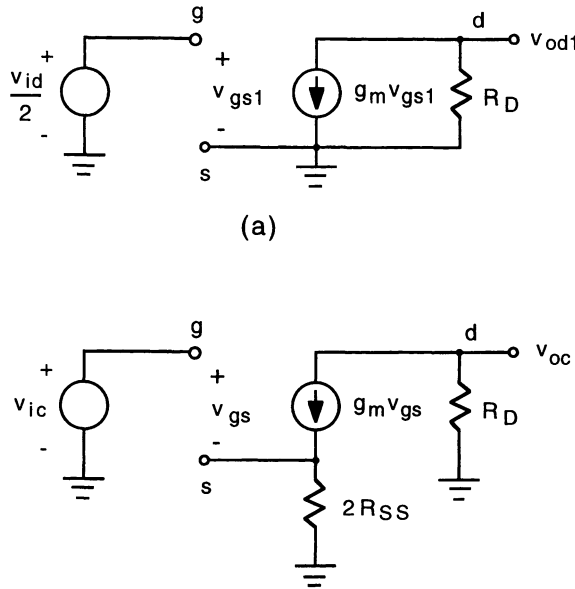 g
d
v_od1
+
v_id
2
-
+
v_gs1
-
g_m v_gs1
R_D
s
(a)
g
d
v_oc
+
v_ic
-
+
v_gs
-
g_m v_gs
R_D
s
2R_SS